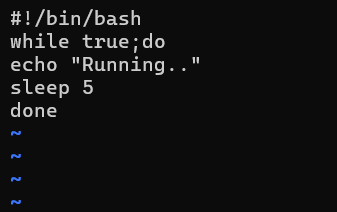 #!/bin/bash
while true;do
echo "Running.."
sleep 5
done
~
~
~
~